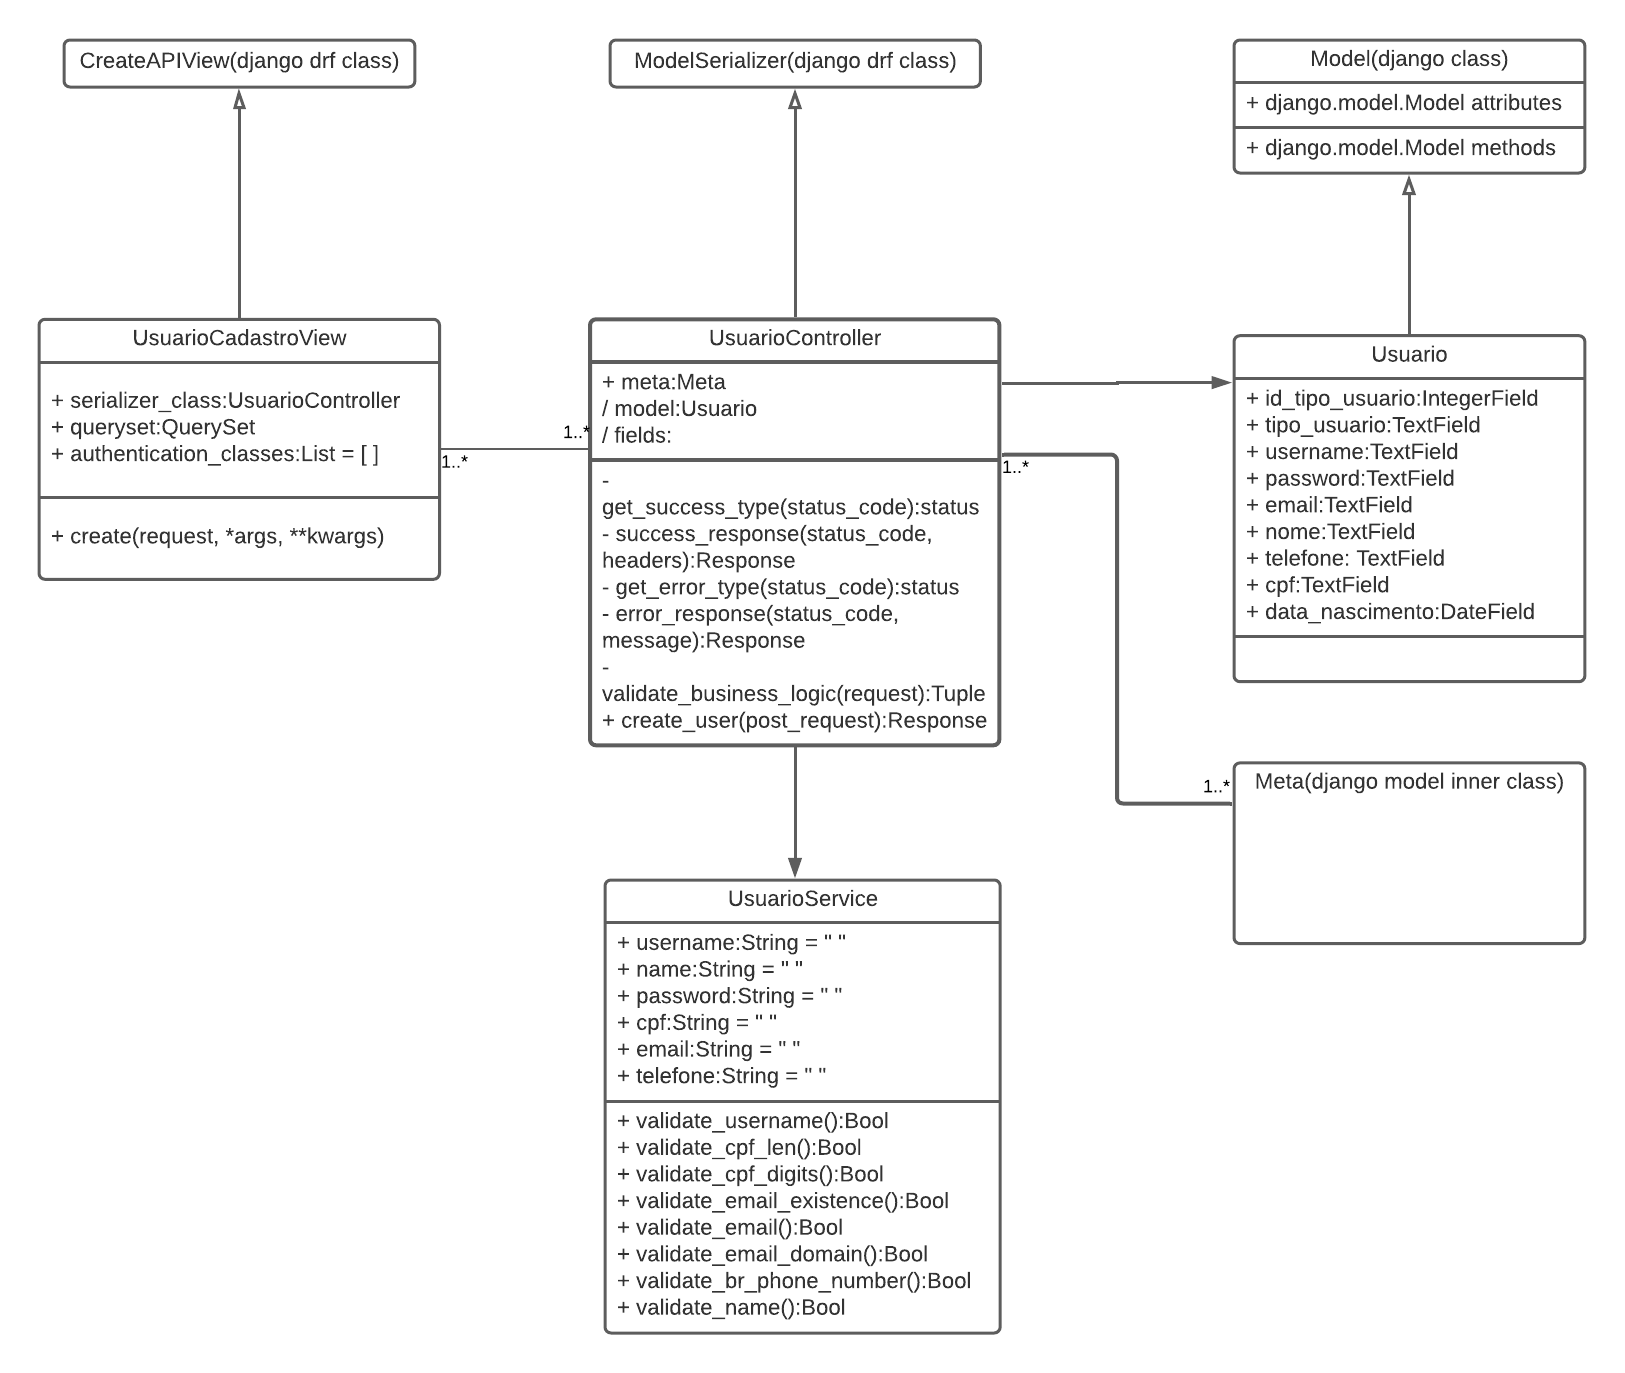 CreateAPIView(django drf class)
ModelSerializer(django drf class)
Model(django class)
+ django.model.Model attributes
+ django.model.Model methods
UsuarioCadastroView
+ serializer_class:UsuarioController
+ queryset:QuerySet
+ authentication_classes:List = [ ]
+ create(request, *args, **kwargs)
1..*
1..*
UsuarioController
+ meta:Meta
/ model:Usuario
/ fields:
-
get_success_type(status_code):status
- success_response(status_code,
headers):Response
- get_error_type(status_code):status
- error_response(status_code,
message):Response
-
validate_business_logic(request):Tuple
+ create_user(post_request):Response
1..*
1..*
Usuario
+ id_tipo_usuario:IntegerField
+ tipo_usuario:TextField
+ username:TextField
+ password:TextField
+ email:TextField
+ nome:TextField
+ telefone: TextField
+ cpf:TextField
+ data_nascimento:DateField
Meta(django model inner class)
UsuarioService
+ username:String = " "
+ name:String = " "
+ password:String = " "
+ cpf:String = " "
+ email:String = " "
+ telefone:String = " "
+ validate_username():Bool
+ validate_cpf_len():Bool
+ validate_cpf_digits():Bool
+ validate_email_existence():Bool
+ validate_email():Bool
+ validate_email_domain():Bool
+ validate_br_phone_number():Bool
+ validate_name():Bool